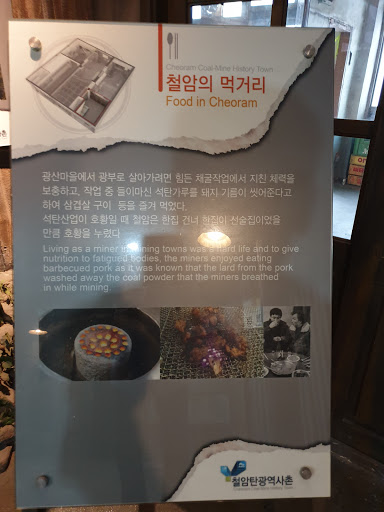 Cheoram Coal-Mine History Town
철암의 먹거리
Food in Cheoram
광산마을에서 광부로 살아가려면 힘든 채굴작업에서 지친 체력을
보충하고, 작업 중 들이마신 석탄가루를 돼지 기름이 씻어준다고
하여 삼겹살 구이 등을 즐겨 먹었다.
석탄산업이 호황일 때 철암은 한집 건너 한집이 선술집이었을
만큼 호황을 누렸다
Living as a miner in mining towns was a hard life and to give
nutrition to fatigued bodies, the miners enjoyed eating
barbecued pork as it was known that the lard from the pork
washed away the coal powder that the miners breathed
in while mining
철암탄광역사촌
Cheoram Coal-Mine History Town